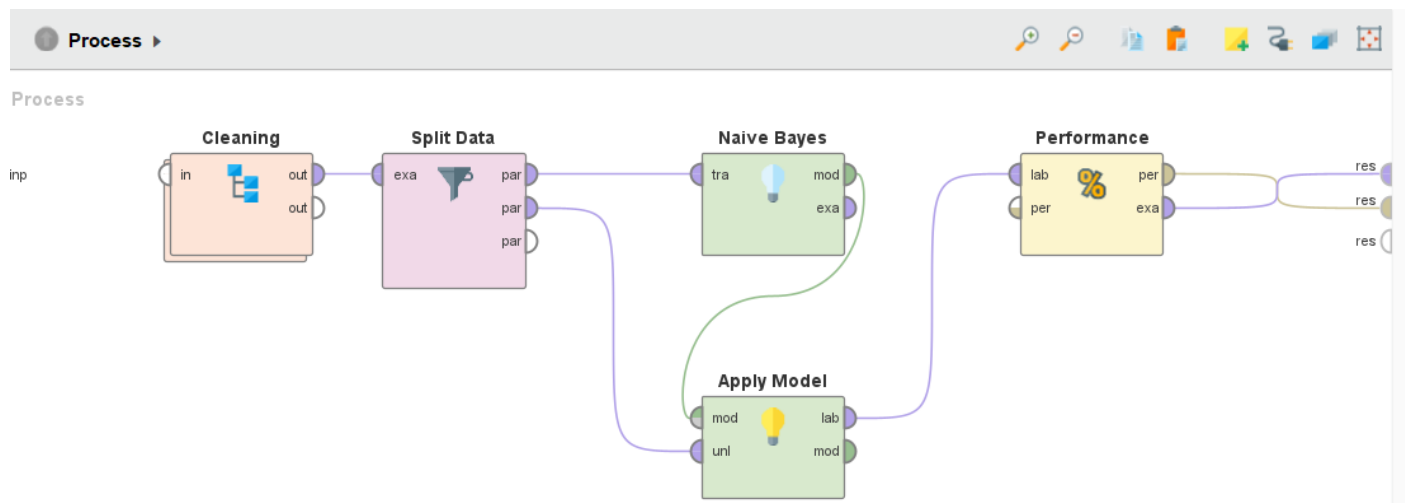 Process
Process
Cleaning
Split Data
Naive Bayes
Performance
inp
in
out
out
exa
par
par
par
tra
mod
exa
lab
%
per
per
exa
res
res
res
Apply Model
mod
lab
unl
mod